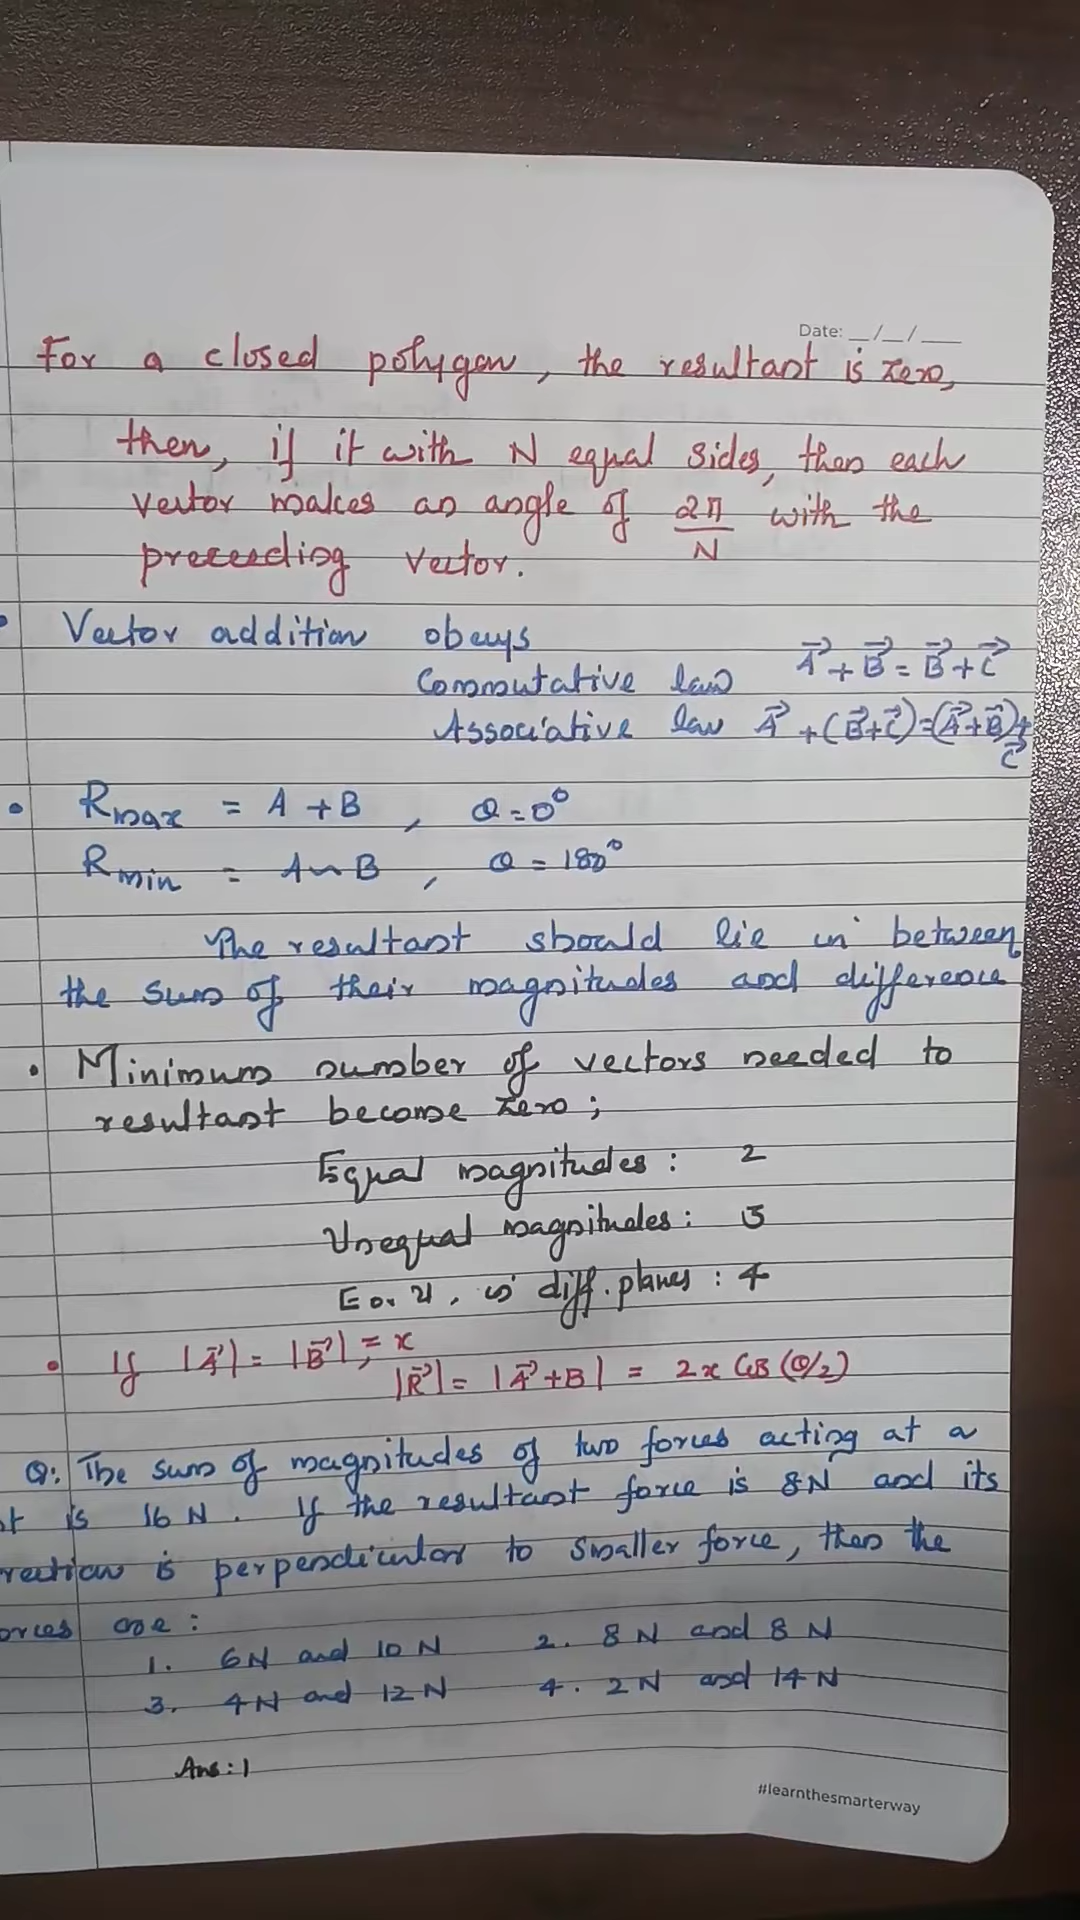 Date: __/__/___
For a closed polygon, the resultant is zero,
then, if it with N equal sides, then each
vector makes an angle of 2π/N with the
preceeding vector.
• Vector addition obeys
Commutative law A⃗ + B⃗ = B⃗ + C⃗
Associative law A⃗ + (B⃗+C⃗) = (A⃗+B⃗)+
C⃗
• Rmax = A + B , θ = 0°
Rmin = A ~ B , θ = 180°
The resultant should lie in between
the sum of their magnitudes and difference
• Minimum number of vectors needed to
resultant become zero ;
Equal magnitudes : 2
Unequal magnitudes : 3
E or U, in diff. planes : 4
• If |A⃗| = |B⃗| = x
|R⃗| = |A⃗ + B| = 2x Cos (θ/2)
Q: The sum of magnitudes of two forces acting at a
is 16 N. If the resultant force is 8N and its
is perpendicular to smaller force, then the
are :
1. 6N and 10 N 2. 8 N and 8 N
3. 4N and 12 N 4. 2N and 14 N
Ans : 1
#learnthesmarterway